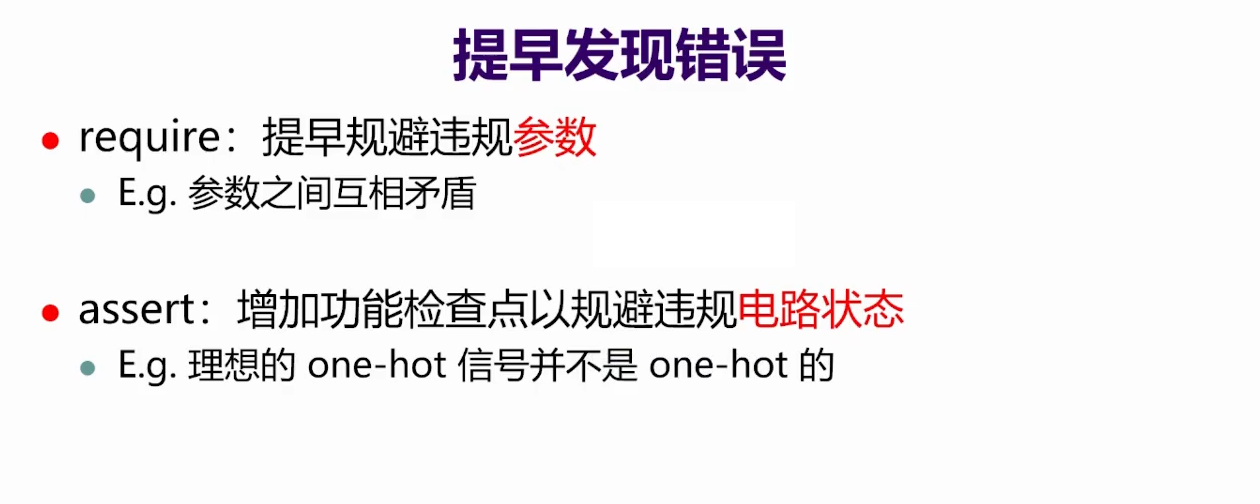 提早发现错误
• require：提早规避违规参数
• E.g. 参数之间互相矛盾
• assert：增加功能检查点以规避违规电路状态
• E.g. 理想的 one-hot 信号并不是 one-hot 的